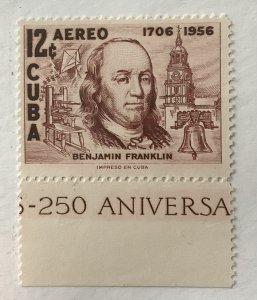 12¢ AEREO 1706 1956
CUBA
BENJAMIN FRANKLIN
IMPRESO EN CUBA
S-250 ANIVERSA